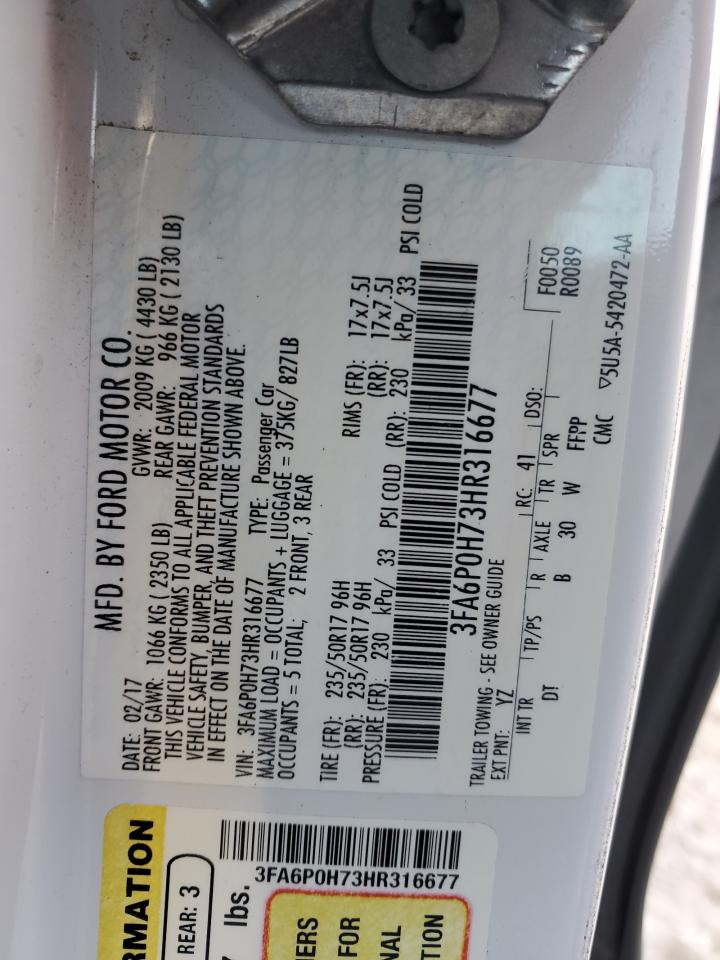 MFD. BY FORD MOTOR CO.
DATE: 02/17 GVWR: 2009 KG ( 4430 LB)
FRONT GAWR: 1066 KG ( 2350 LB) REAR GAWR: 966 KG ( 2130 LB)
THIS VEHICLE CONFORMS TO ALL APPLICABLE FEDERAL MOTOR
VEHICLE SAFETY, BUMPER, AND THEFT PREVENTION STANDARDS
IN EFFECT ON THE DATE OF MANUFACTURE SHOWN ABOVE.
VIN: 3FA6P0H73HR316677 TYPE: Passenger Car
MAXIMUM LOAD = OCCUPANTS + LUGGAGE = 375KG/ 827LB
OCCUPANTS = 5 TOTAL; 2 FRONT, 3 REAR
TIRE (FR): 235/50R17 96H RIMS (FR): 17x7.5J
(RR): 235/50R17 96H (RR): 17x7.5J
PRESSURE (FR): 230 kPa/ 33 PSI COLD (RR): 230 kPa/ 33 PSI COLD
3FA6P0H73HR316677
TRAILER TOWING - SEE OWNER GUIDE F0050
EXT PNT: YZ RC: 41 DSO: R0089
INT TR TP/PS R AXLE TR SPR
DT B 30 W FFPP
CMC ▽5U5A-5420472-AA
RMATION
REAR: 3
lbs.
3FA6P0H73HR316677
ERS
FOR
NAL
TION